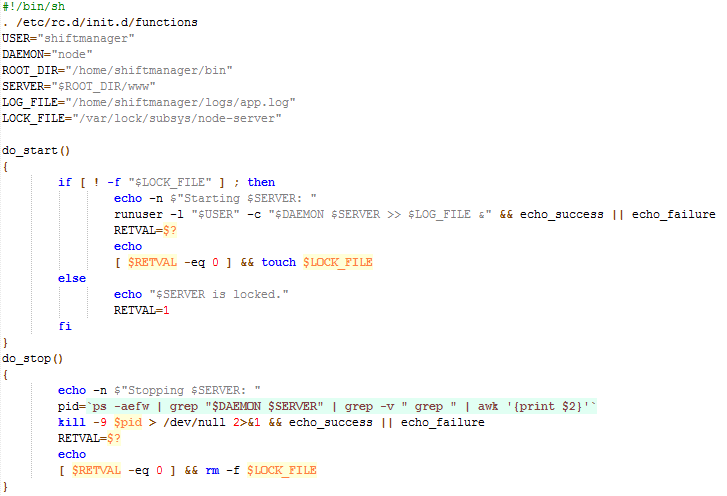 #!/bin/sh
. /etc/rc.d/init.d/functions
USER="shiftmanager"
DAEMON="node"
ROOT_DIR="/home/shiftmanager/bin"
SERVER="$ROOT_DIR/www"
LOG_FILE="/home/shiftmanager/logs/app.log"
LOCK_FILE="/var/lock/subsys/node-server"
do_start()
{
if [ ! -f "$LOCK_FILE" ] ; then
echo -n $"Starting $SERVER: "
runuser -l "$USER" -c "$DAEMON $SERVER >> $LOG_FILE &" && echo_success || echo_failure
RETVAL=$?
echo
[ $RETVAL -eq 0 ] && touch $LOCK_FILE
else
echo "$SERVER is locked."
RETVAL=1
fi
}
do_stop()
{
echo -n $"Stopping $SERVER: "
pid=`ps -aefw | grep "$DAEMON $SERVER" | grep -v " grep " | awk '{print $2}'`
kill -9 $pid > /dev/null 2>&1 && echo_success || echo_failure
RETVAL=$?
echo
[ $RETVAL -eq 0 ] && rm -f $LOCK_FILE
}